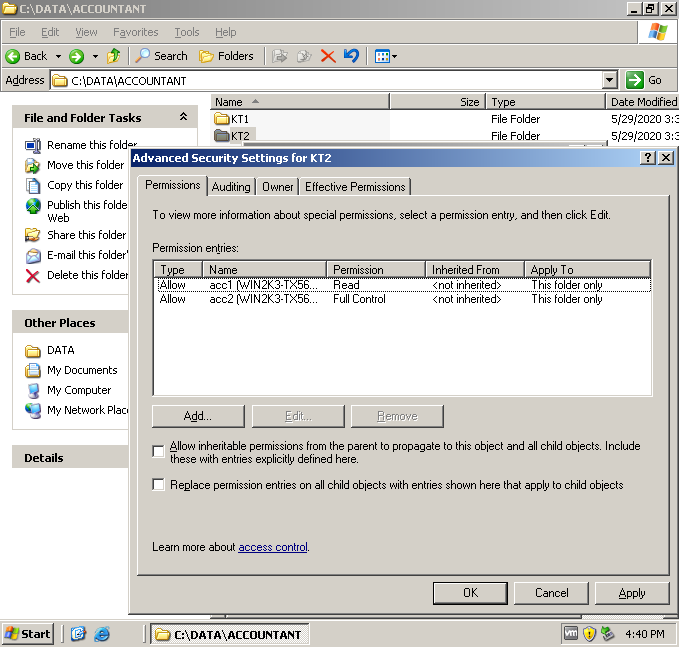 C:\DATA\ACCOUNTANT
File Edit View Favorites Tools Help
Back Search Folders
Address C:\DATA\ACCOUNTANT Go
File and Folder Tasks
Rename this folder
Move this folder
Copy this folder
Publish this folde
Web
Share this folder
E-mail this folder'
Delete this folder
Other Places
DATA
My Documents
My Computer
My Network Plac
Details
Name Size Type Date Modified
KT1 File Folder 5/29/2020 3:3
KT2 File Folder 5/29/2020 3:3
Advanced Security Settings for KT2
Permissions Auditing Owner Effective Permissions
To view more information about special permissions, select a permission entry, and then click Edit.
Permission entries:
Type Name Permission Inherited From Apply To
Allow acc1 (WIN2K3-TX56... Read <not inherited> This folder only
Allow acc2 (WIN2K3-TX56... Full Control <not inherited> This folder only
Add... Edit... Remove
Allow inheritable permissions from the parent to propagate to this object and all child objects. Include
these with entries explicitly defined here.
Replace permission entries on all child objects with entries shown here that apply to child objects
Learn more about access control.
OK Cancel Apply
Start C:\DATA\ACCOUNTANT vm 4:40 PM